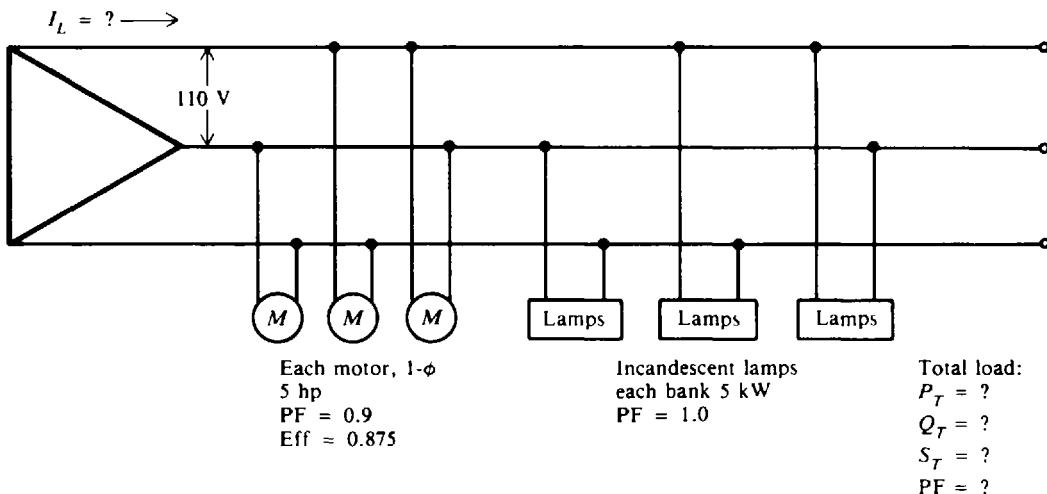 I_L = ? →
110 V
M
M
M
Lamps
Lamps
Lamps
Each motor, 1-ϕ
5 hp
PF = 0.9
Eff = 0.875
Incandescent lamps
each bank 5 kW
PF = 1.0
Total load:
P_T = ?
Q_T = ?
S_T = ?
PF = ?